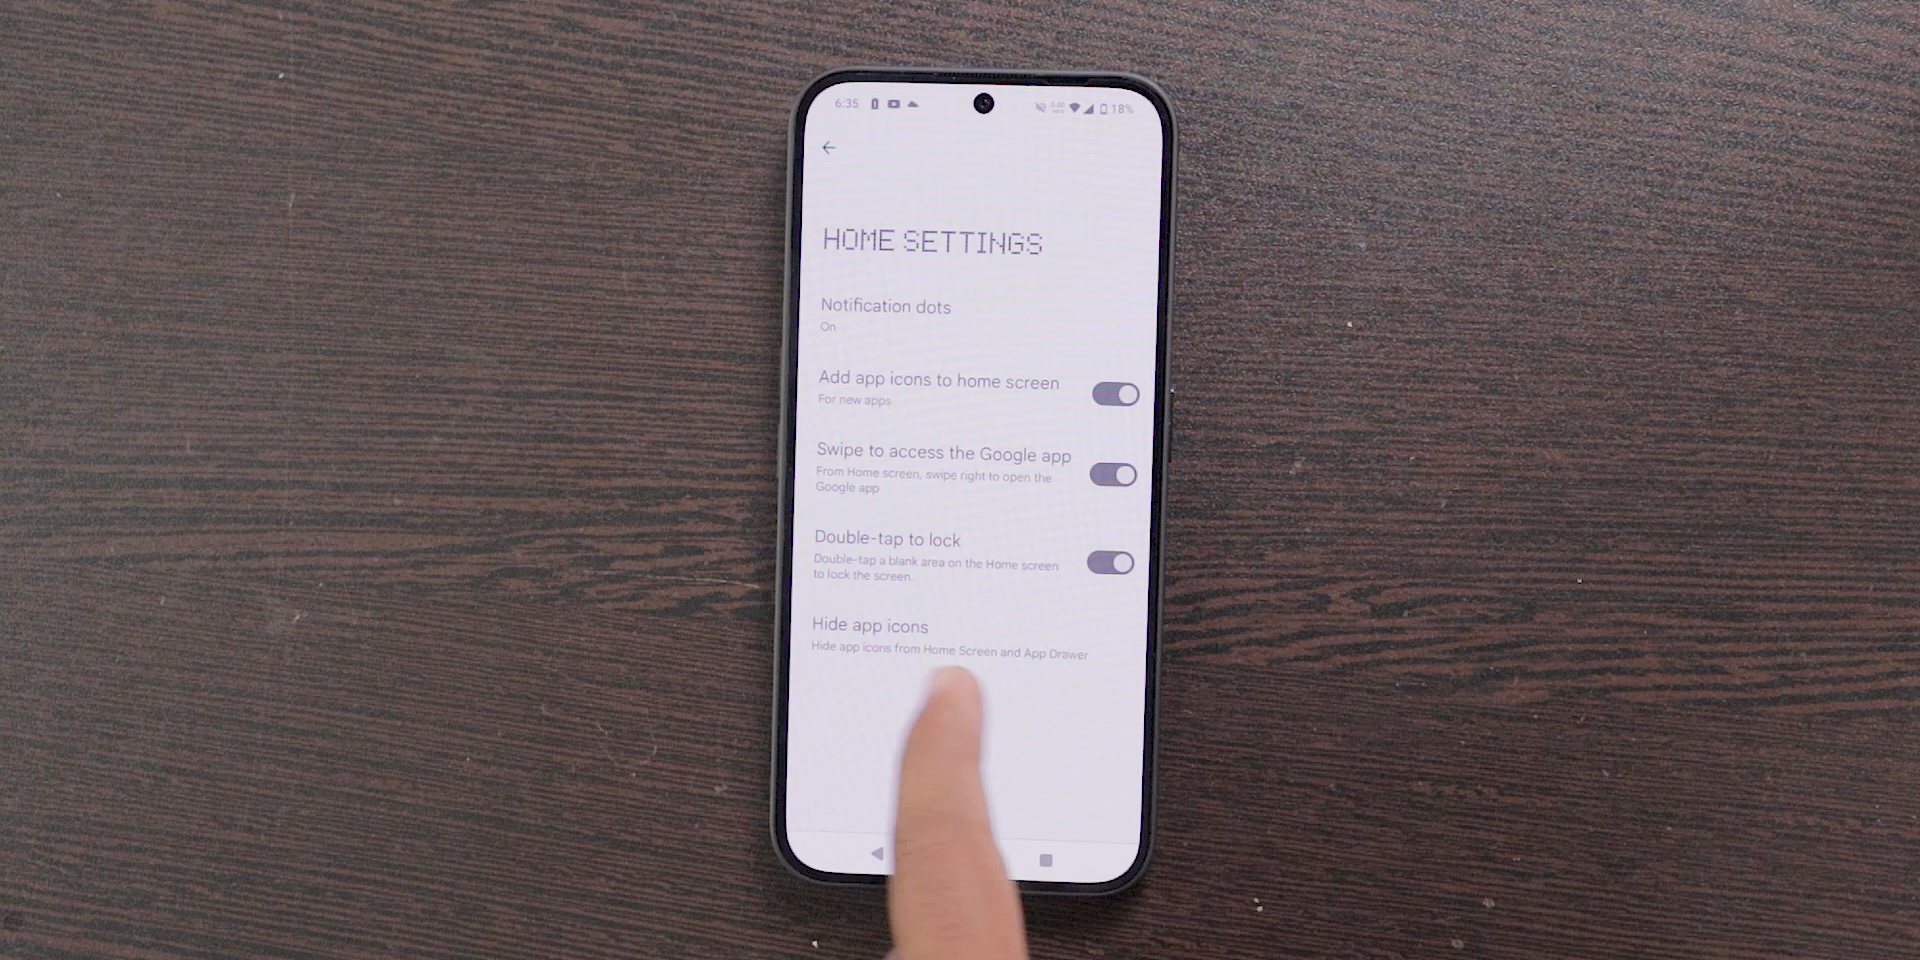 6:35 18%
HOME SETTINGS
Notification dots
On
Add app icons to home screen
For new apps
Swipe to access the Google app
From Home screen, swipe right to open the
Google app
Double-tap to lock
Double-tap a blank area on the Home screen
to lock the screen.
Hide app icons
Hide app icons from Home Screen and App Drawer